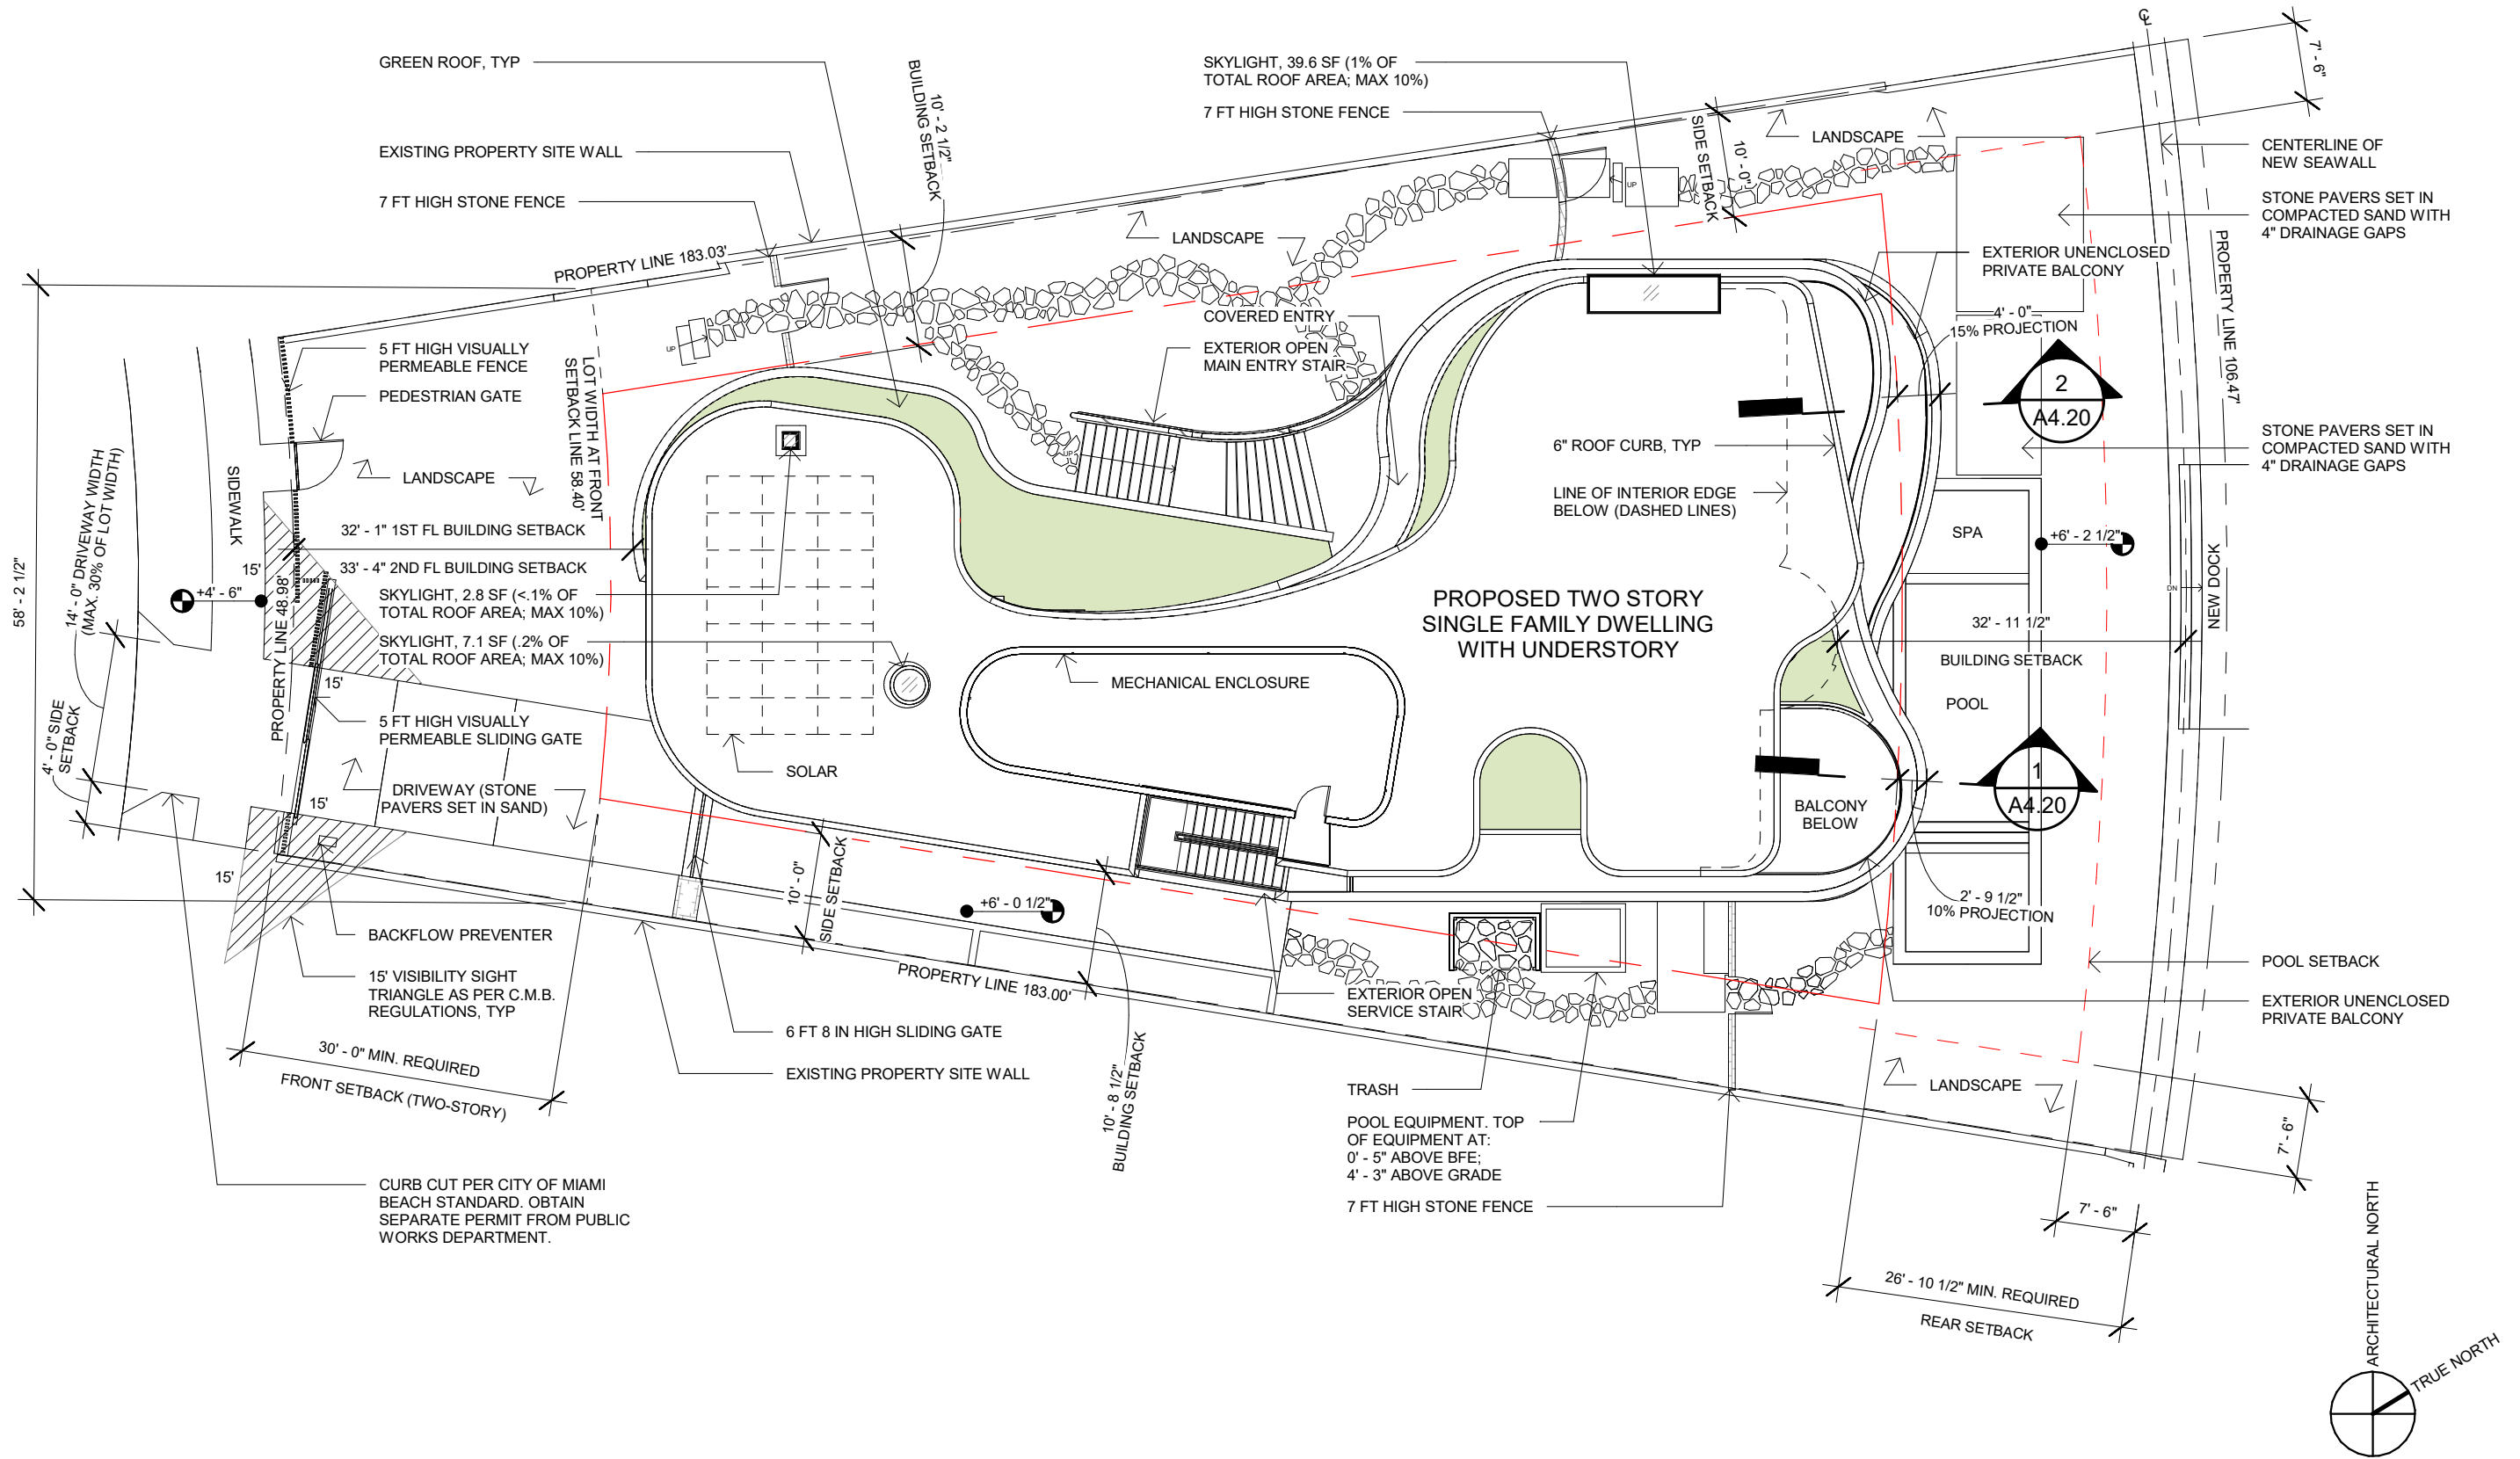 GREEN ROOF, TYP
EXISTING PROPERTY SITE WALL
7 FT HIGH STONE FENCE
10' - 2 1/2"
BUILDING SETBACK
SKYLIGHT, 39.6 SF (1% OF
TOTAL ROOF AREA; MAX 10%)
7 FT HIGH STONE FENCE
SIDE SETBACK
10' - 0"
LANDSCAPE
℄
7' - 6"
CENTERLINE OF
NEW SEAWALL
STONE PAVERS SET IN
COMPACTED SAND WITH
4" DRAINAGE GAPS
EXTERIOR UNENCLOSED
PRIVATE BALCONY
PROPERTY LINE 106.47'
PROPERTY LINE 183.03'
LANDSCAPE
UP
UP
COVERED ENTRY
EXTERIOR OPEN
MAIN ENTRY STAIR
4' - 0"
15% PROJECTION
2
A4.20
5 FT HIGH VISUALLY
PERMEABLE FENCE
PEDESTRIAN GATE
LOT WIDTH AT FRONT
SETBACK LINE 58.40'
LANDSCAPE
SIDEWALK
14' - 0" DRIVEWAY WIDTH
(MAX. 30% OF LOT WIDTH)
58' - 2 1/2"
UP
6" ROOF CURB, TYP
LINE OF INTERIOR EDGE
BELOW (DASHED LINES)
STONE PAVERS SET IN
COMPACTED SAND WITH
4" DRAINAGE GAPS
32' - 1" 1ST FL BUILDING SETBACK
33' - 4" 2ND FL BUILDING SETBACK
15'
+4' - 6"
SKYLIGHT, 2.8 SF (<.1% OF
TOTAL ROOF AREA; MAX 10%)
SKYLIGHT, 7.1 SF (.2% OF
TOTAL ROOF AREA; MAX 10%)
PROPERTY LINE 48.98'
PROPOSED TWO STORY
SINGLE FAMILY DWELLING
WITH UNDERSTORY
SPA
+6' - 2 1/2"
DN
NEW DOCK
32' - 11 1/2"
BUILDING SETBACK
POOL
MECHANICAL ENCLOSURE
15'
4' - 0" SIDE
SETBACK
5 FT HIGH VISUALLY
PERMEABLE SLIDING GATE
SOLAR
DRIVEWAY (STONE
PAVERS SET IN SAND)
15'
15'
1
A4.20
BALCONY
BELOW
10' - 0"
SIDE SETBACK
+6' - 0 1/2"
2' - 9 1/2"
10% PROJECTION
BACKFLOW PREVENTER
15' VISIBILITY SIGHT
TRIANGLE AS PER C.M.B.
REGULATIONS, TYP
PROPERTY LINE 183.00'
EXTERIOR OPEN
SERVICE STAIR
POOL SETBACK
EXTERIOR UNENCLOSED
PRIVATE BALCONY
6 FT 8 IN HIGH SLIDING GATE
EXISTING PROPERTY SITE WALL
10' - 8 1/2"
BUILDING SETBACK
30' - 0" MIN. REQUIRED
FRONT SETBACK (TWO-STORY)
TRASH
POOL EQUIPMENT. TOP
OF EQUIPMENT AT:
0' - 5" ABOVE BFE;
4' - 3" ABOVE GRADE
7 FT HIGH STONE FENCE
LANDSCAPE
7' - 6"
CURB CUT PER CITY OF MIAMI
BEACH STANDARD. OBTAIN
SEPARATE PERMIT FROM PUBLIC
WORKS DEPARTMENT.
7' - 6"
26' - 10 1/2" MIN. REQUIRED
REAR SETBACK
ARCHITECTURAL NORTH
TRUE NORTH